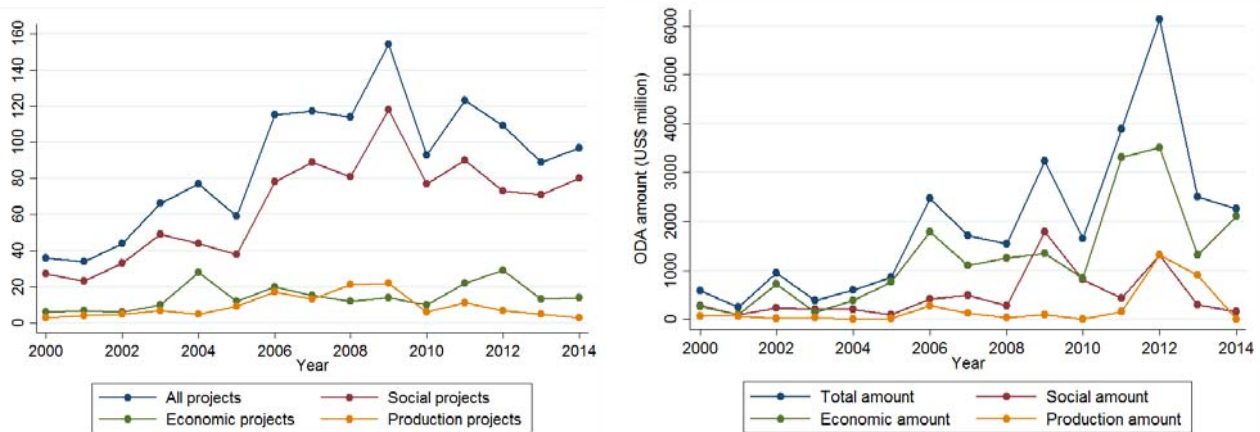 160
140
120
100
80
60
40
20
0
2000 2002 2004 2006 2008 2010 2012 2014
Year
All projects Social projects
Economic projects Production projects
ODA amount (US$ million)
6000
5000
4000
3000
2000
1000
0
2000 2002 2004 2006 2008 2010 2012 2014
Year
Total amount Social amount
Economic amount Production amount